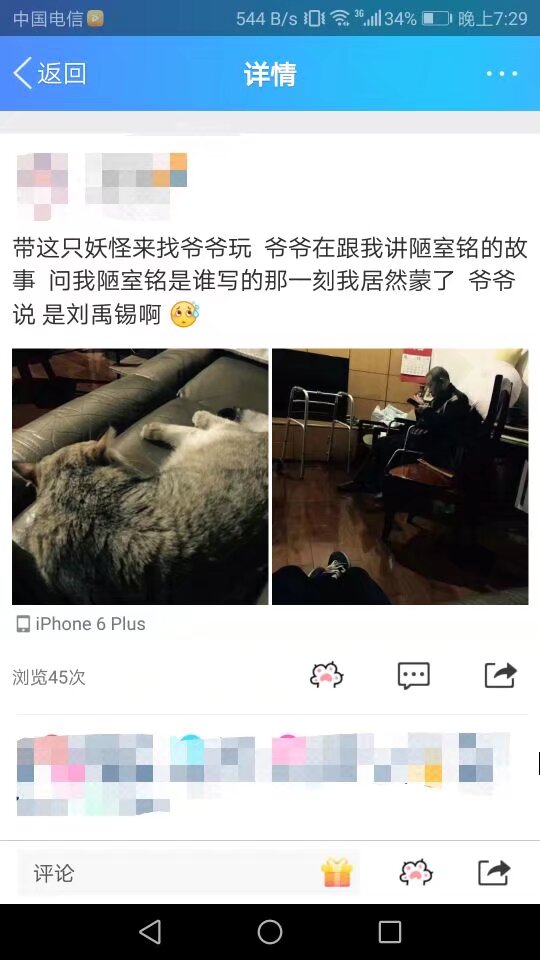 中国电信 544 B/s 3G 34% 晚上7:29
返回 详情
带这只妖怪来找爷爷玩 爷爷在跟我讲陋室铭的故
事 问我陋室铭是谁写的那一刻我居然蒙了 爷爷
说 是刘禹锡啊
iPhone 6 Plus
浏览45次
评论